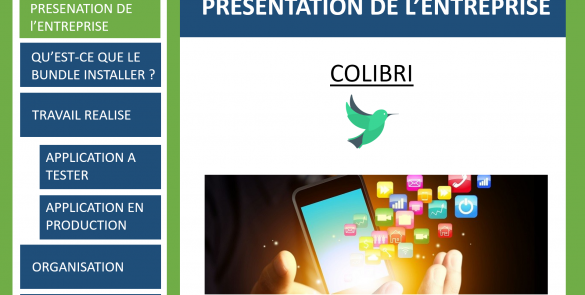 PRESENATION DE
l'ENTREPRISE
QU'EST-CE QUE LE
BUNDLE INSTALLER ?
TRAVAIL REALISE
APPLICATION A
TESTER
APPLICATION EN
PRODUCTION
ORGANISATION
PRESENTATION DE L'ENTREPRISE
COLIBRI